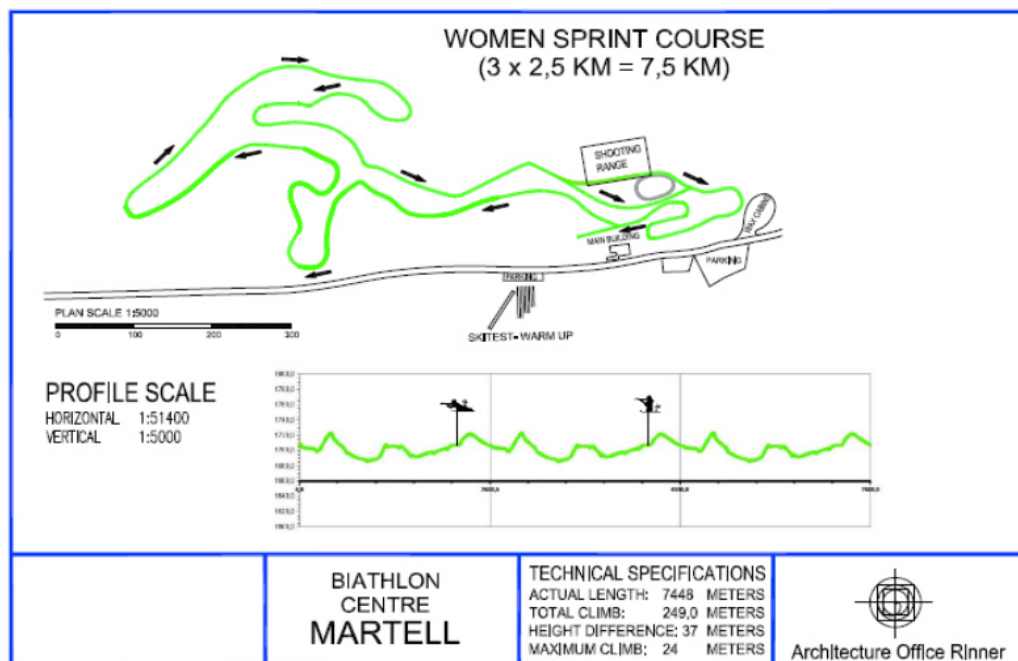 WOMEN SPRINT COURSE
(3 x 2,5 KM = 7,5 KM)
SHOOTING
RANGE
WAX CABINS
MAIN BUILDING
PARKING
PARKING
SKITEST- WARM UP
PLAN SCALE 1:5000
0 100 200 300
PROFILE SCALE
HORIZONTAL 1:51400
VERTICAL 1:5000
BIATHLON
CENTRE
MARTELL
TECHNICAL SPECIFICATIONS
ACTUAL LENGTH: 7448 METERS
TOTAL CLIMB: 249,0 METERS
HEIGHT DIFFERENCE: 37 METERS
MAXIMUM CLIMB: 24 METERS
Architecture Office Rinner